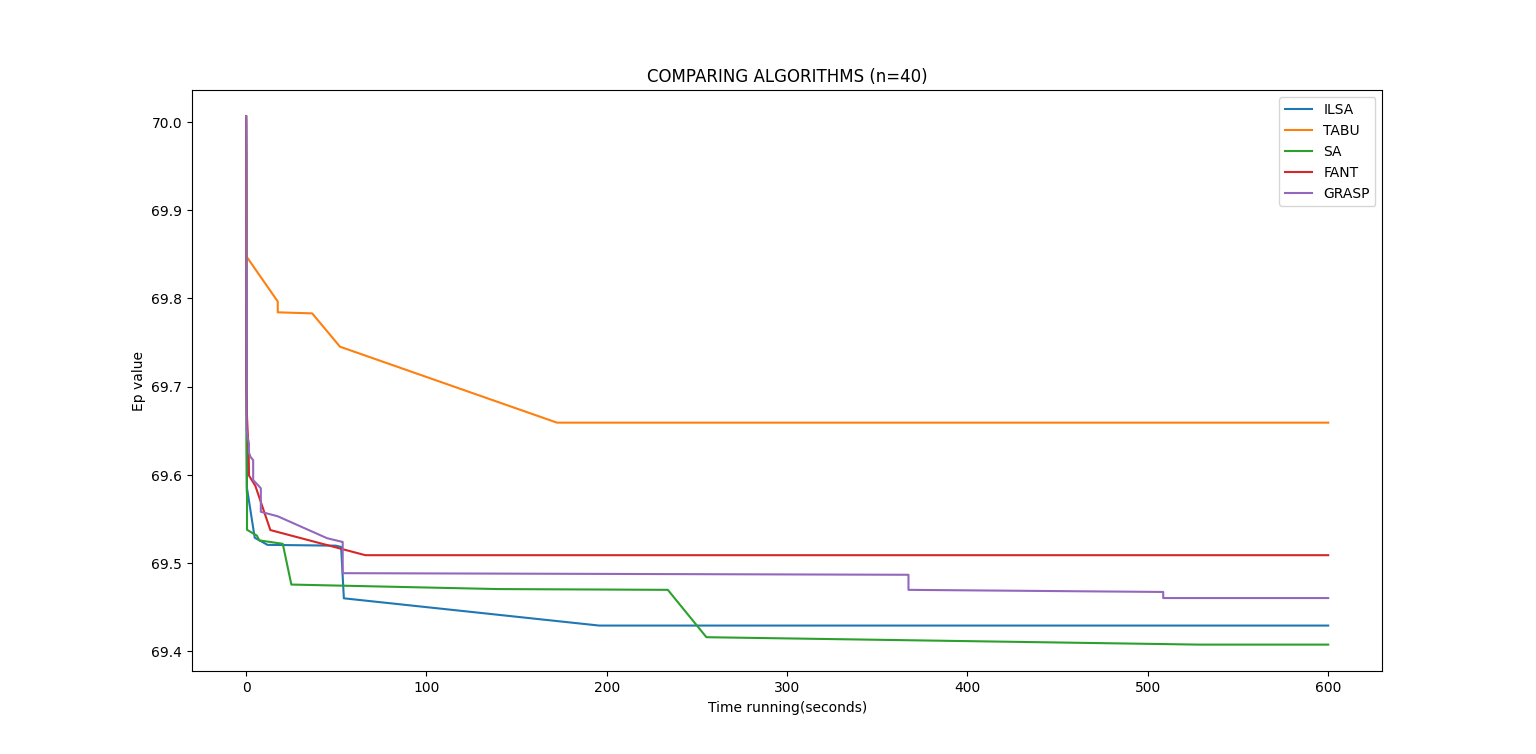 COMPARING ALGORITHMS (n=40)
ILSA
TABU
SA
FANT
GRASP
Ep value
70.0
69.9
69.8
69.7
69.6
69.5
69.4
0 100 200 300 400 500 600
Time running(seconds)